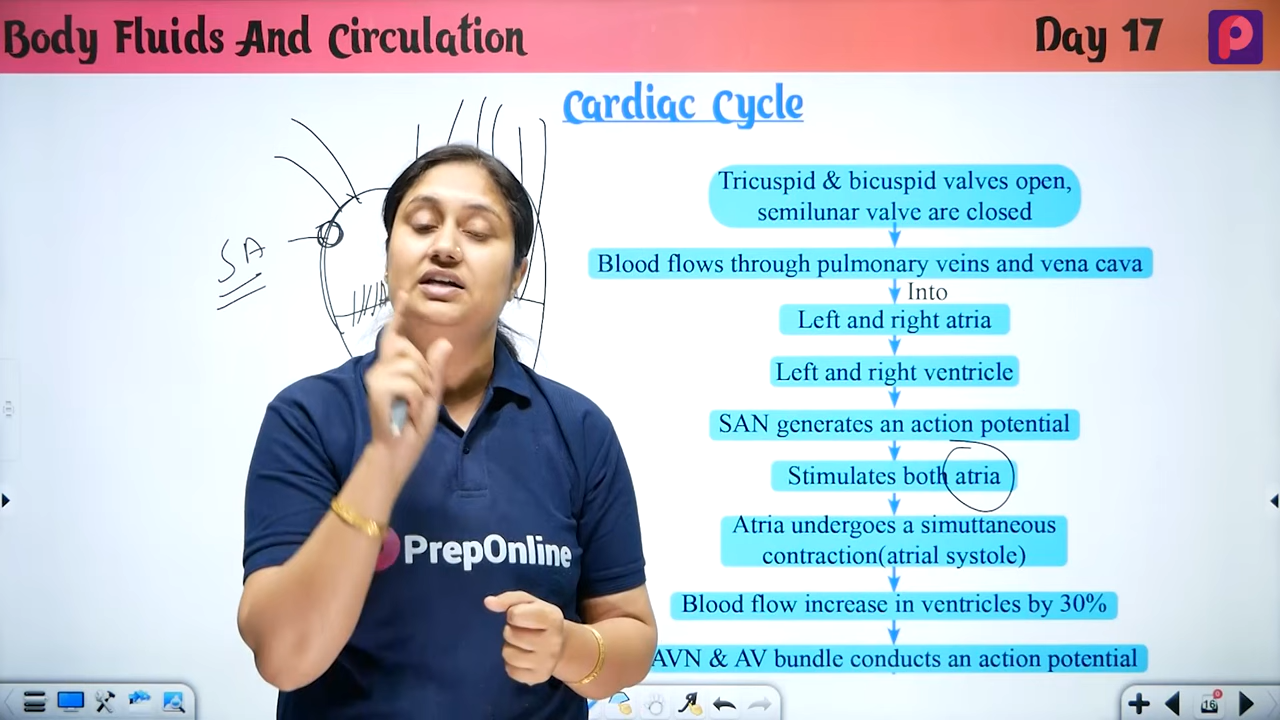 Body Fluids And Circulation
Day 17
Cardiac Cycle
SA
Tricuspid & bicuspid valves open,
semilunar valve are closed
Blood flows through pulmonary veins and vena cava
Into
Left and right atria
Left and right ventricle
SAN generates an action potential
Stimulates both atria
Atria undergoes a simuttaneous
contraction(atrial systole)
Blood flow increase in ventricles by 30%
AVN & AV bundle conducts an action potential
PrepOnline
16